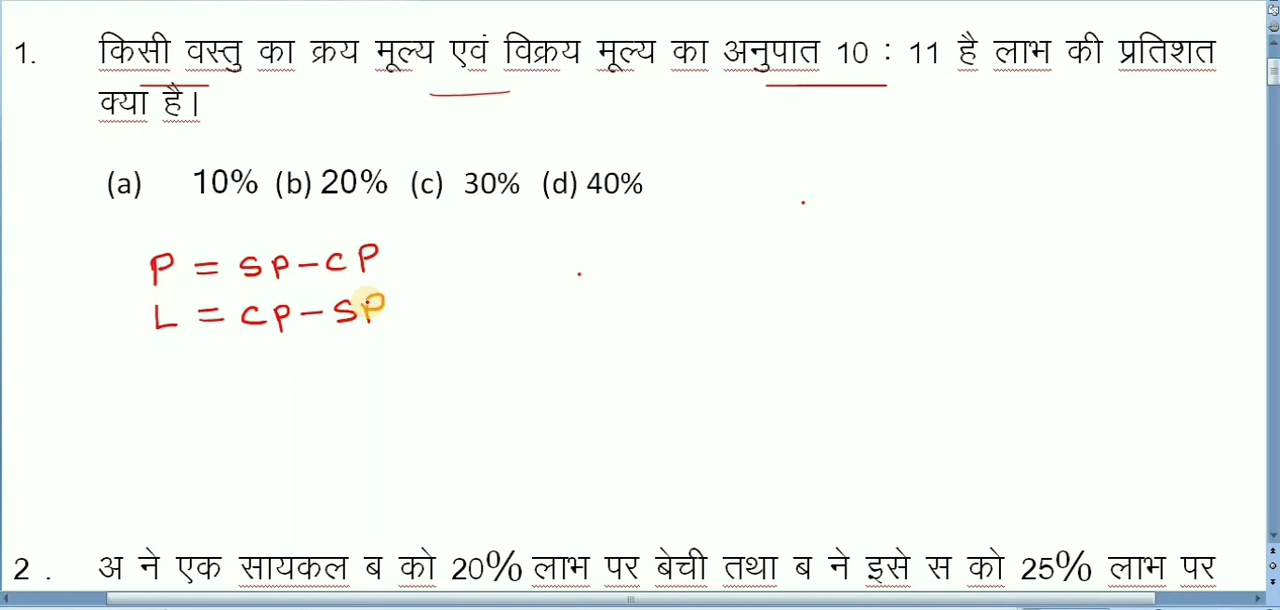 1. किसी वस्तु का क्रय मूल्य एवं विक्रय मूल्य का अनुपात 10 : 11 है लाभ की प्रतिशत
क्या है।
(a) 10% (b) 20% (c) 30% (d) 40%
P = SP - CP
L = CP - SP
2 . अ ने एक सायकल ब को 20% लाभ पर बेची तथा ब ने इसे स को 25% लाभ पर